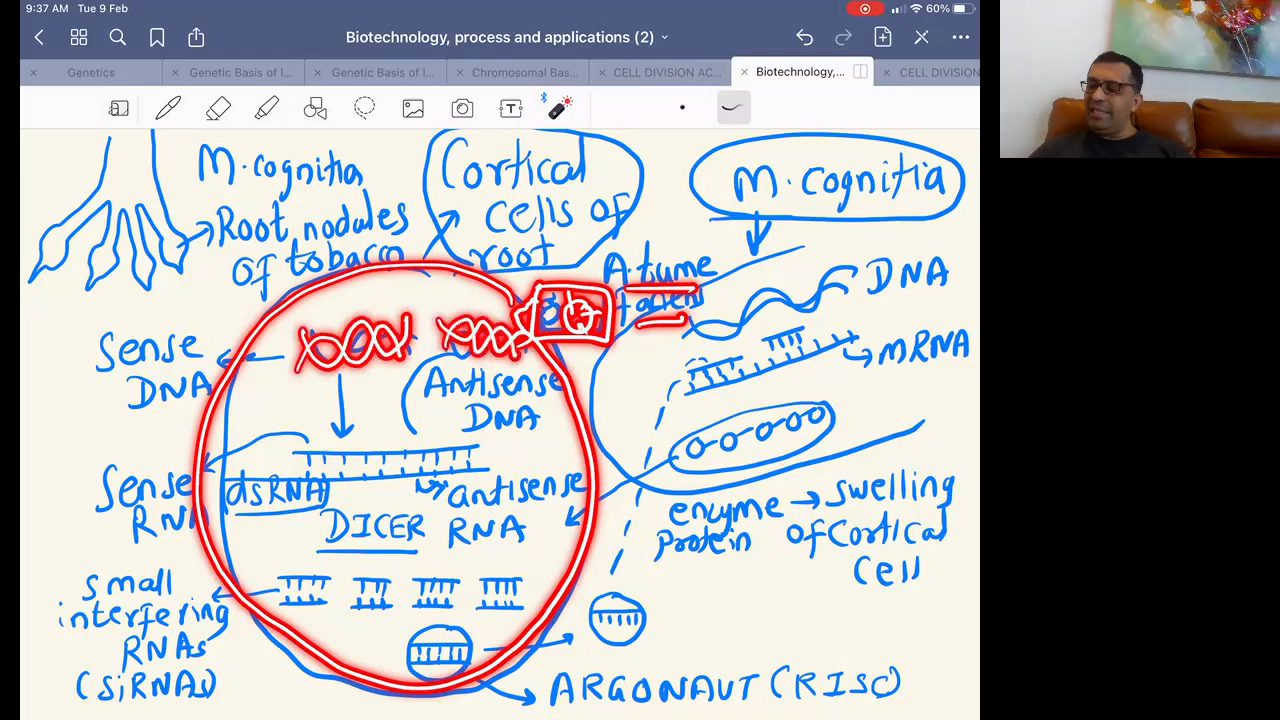 9:37 AM Tue 9 Feb
60%
Biotechnology, process and applications (2)
Genetics
Genetic Basis of I...
Genetic Basis of I...
Chromosomal Bas...
CELL DIVISION AC...
Biotechnology,...
CELL DIVISION
M.cognitia
Root nodules
of tobacco
Cortical
cells of
root
M.cognitia
A.tume
faciens
DNA
mRNA
Sense
DNA
Antisense
DNA
Sense
RNA
dsRNA
antisense
RNA
DICER
enzyme → swelling
protein of Cortical
Cell
small
interfering
RNAs
(SiRNAs)
ARGONAUT (RISC)